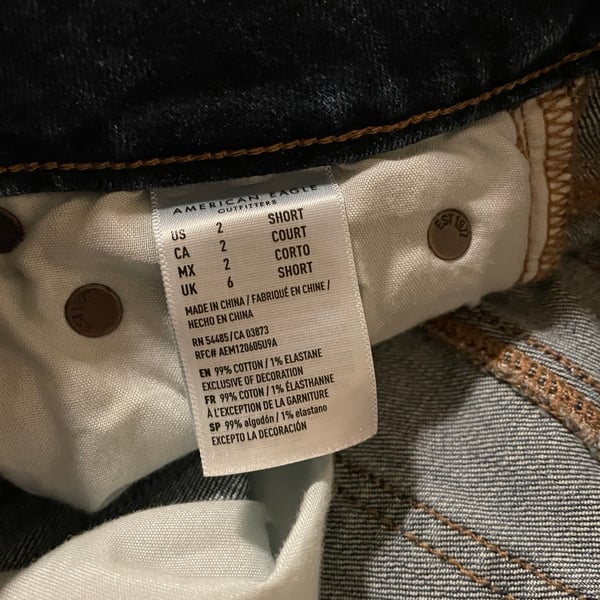 AMERICAN EAGLE
OUTFITTERS
US 2 SHORT
CA 2 COURT
MX 2 CORTO
UK 6 SHORT
MADE IN CHINA / FABRIQUÉ EN CHINE /
HECHO EN CHINA
RN 54485 / CA 03873
RFC# AEM120605U9A
EN 99% COTTON / 1% ELASTANE
EXCLUSIVE OF DECORATION
FR 99% COTON / 1% ÉLASTHANNE
À L'EXCEPTION DE LA GARNITURE
SP 99% algodón / 1% elastano
EXCEPTO LA DECORACIÓN
EST 1977